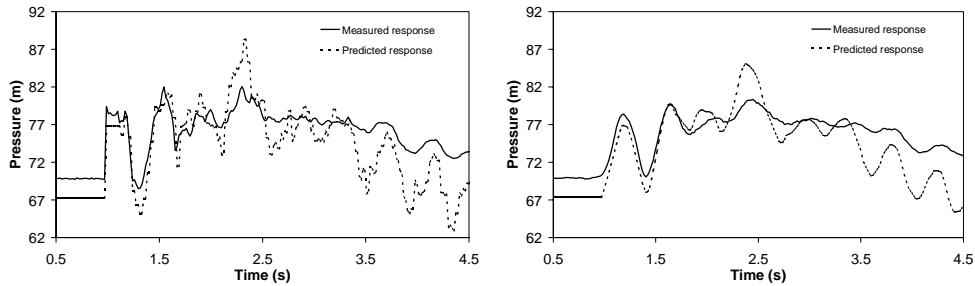 92
87
82
77
72
67
62
Pressure (m)
Measured response
Predicted response
0.5 1.5 2.5 3.5 4.5
Time (s)
92
87
82
77
72
67
62
Pressure (m)
Measured response
Predicted response
0.5 1.5 2.5 3.5 4.5
Time (s)